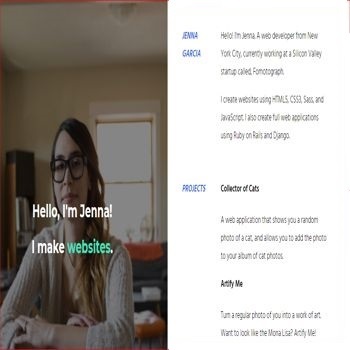 Hello, I'm Jenna!
I make websites.
JENNA
GARCIA
Hello! I'm Jenna. A web developer from New
York City, currently working at a Silicon Valley
startup called, Fomotograph.
I create websites using HTML5, CSS3, Sass, and
JavaScript. I also create full web applications
using Ruby on Rails and Django.
PROJECTS
Collector of Cats
A web application that shows you a random
photo of a cat, and allows you to add the photo
to your album of cat photos.
Artify Me
Turn a regular photo of you into a work of art.
Want to look like the Mona Lisa? Artify Me!